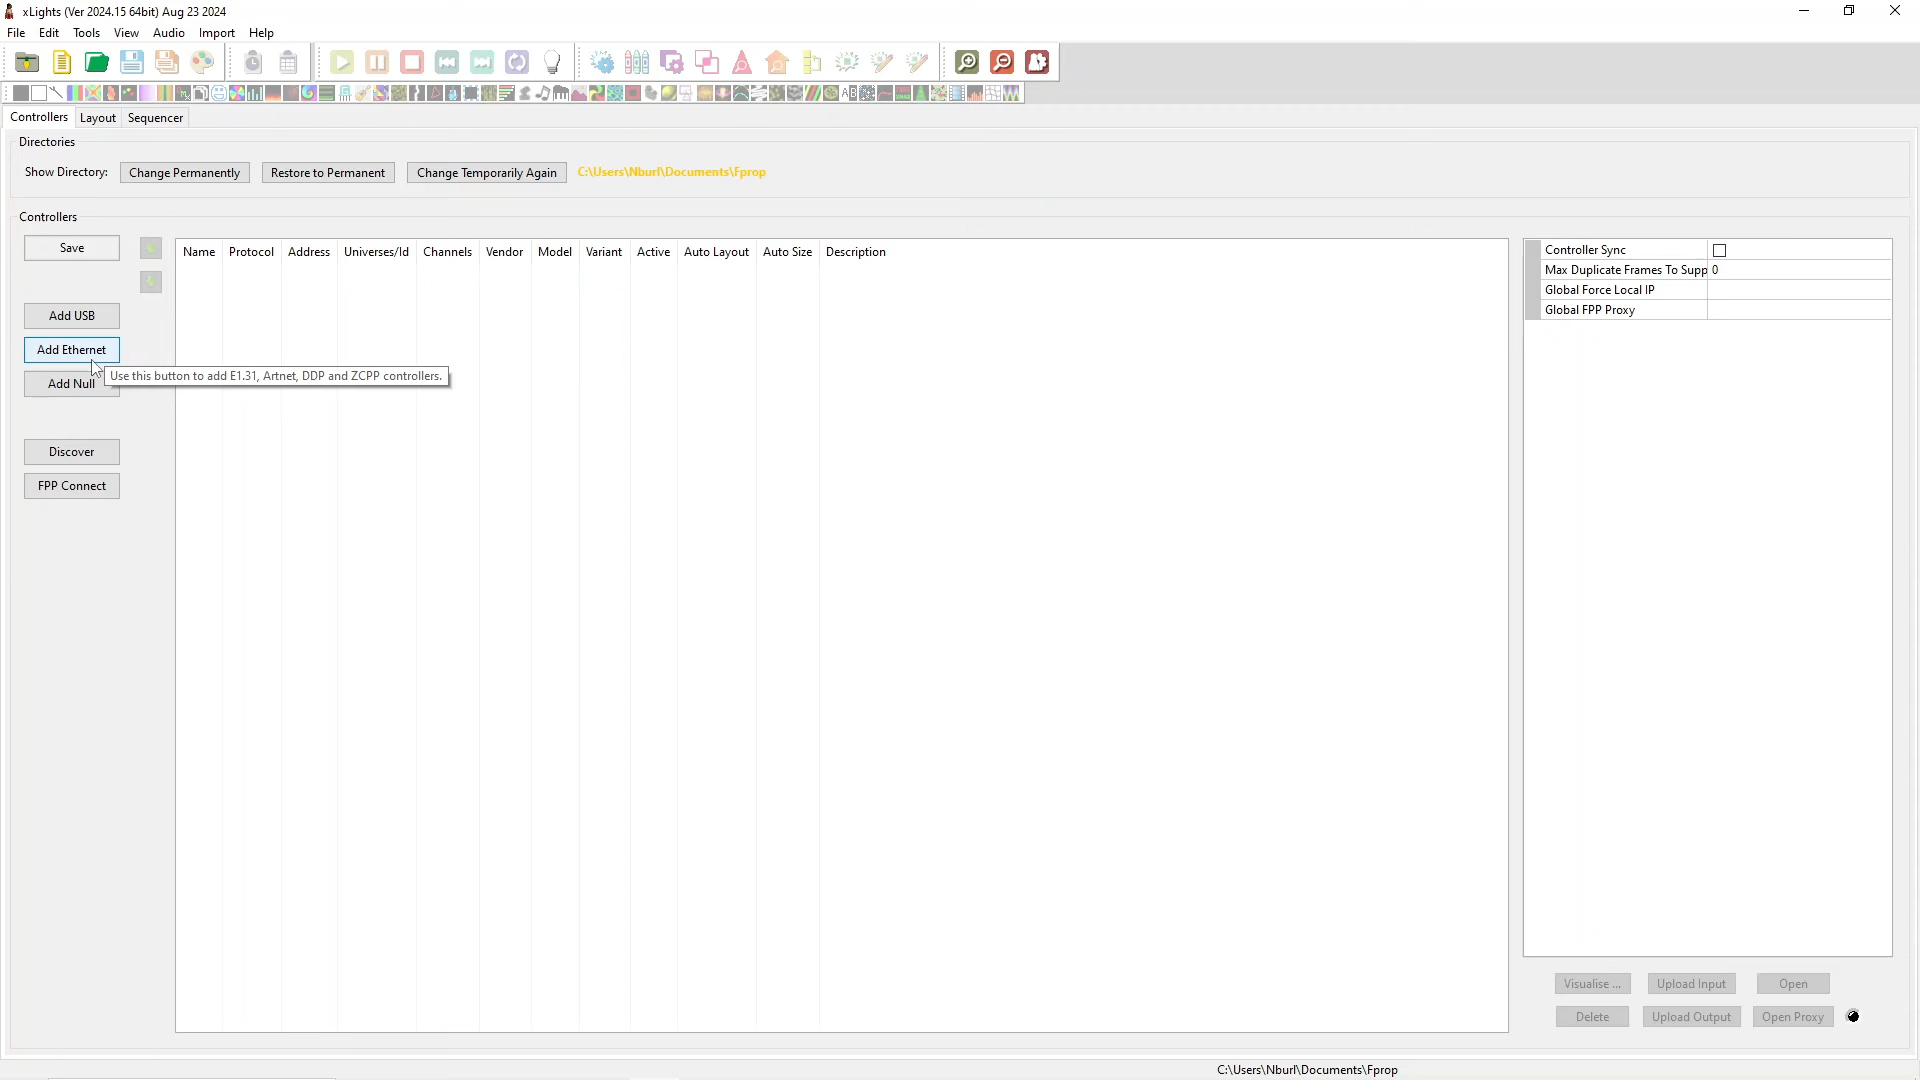 xLights (Ver 2024.15 64bit) Aug 23 2024
File Edit Tools View Audio Import Help
Controllers Layout Sequencer
Directories
Show Directory: Change Permanently Restore to Permanent Change Temporarily Again C:\Users\Nburl\Documents\Fprop
Controllers
Save
Name Protocol Address Universes/Id Channels Vendor Model Variant Active Auto Layout Auto Size Description
Controller Sync
Max Duplicate Frames To Supp 0
Global Force Local IP
Global FPP Proxy
Add USB
Add Ethernet
Use this button to add E1.31, Artnet, DDP and ZCPP controllers.
Add Null
Discover
FPP Connect
Visualise ... Upload Input Open
Delete Upload Output Open Proxy
C:\Users\Nburl\Documents\Fprop